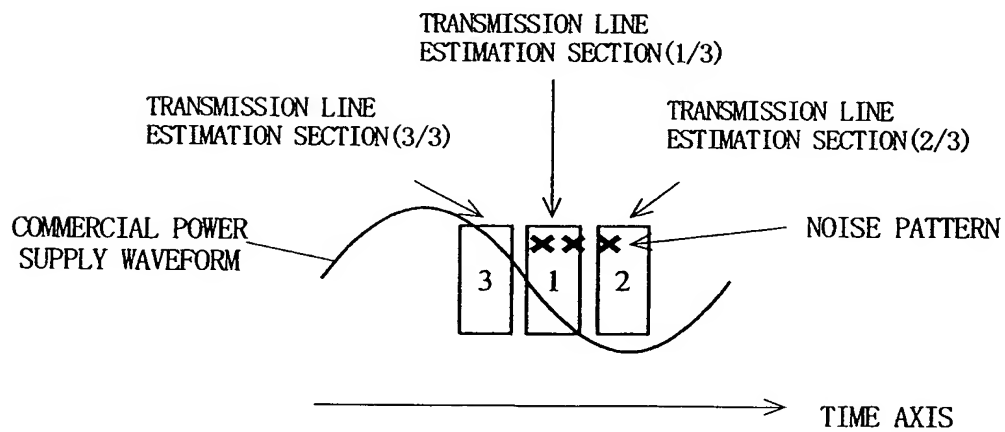 TRANSMISSION LINE
ESTIMATION SECTION(1/3)
TRANSMISSION LINE
ESTIMATION SECTION(3/3)
TRANSMISSION LINE
ESTIMATION SECTION(2/3)
COMMERCIAL POWER
SUPPLY WAVEFORM
NOISE PATTERN
3
1
2
TIME AXIS